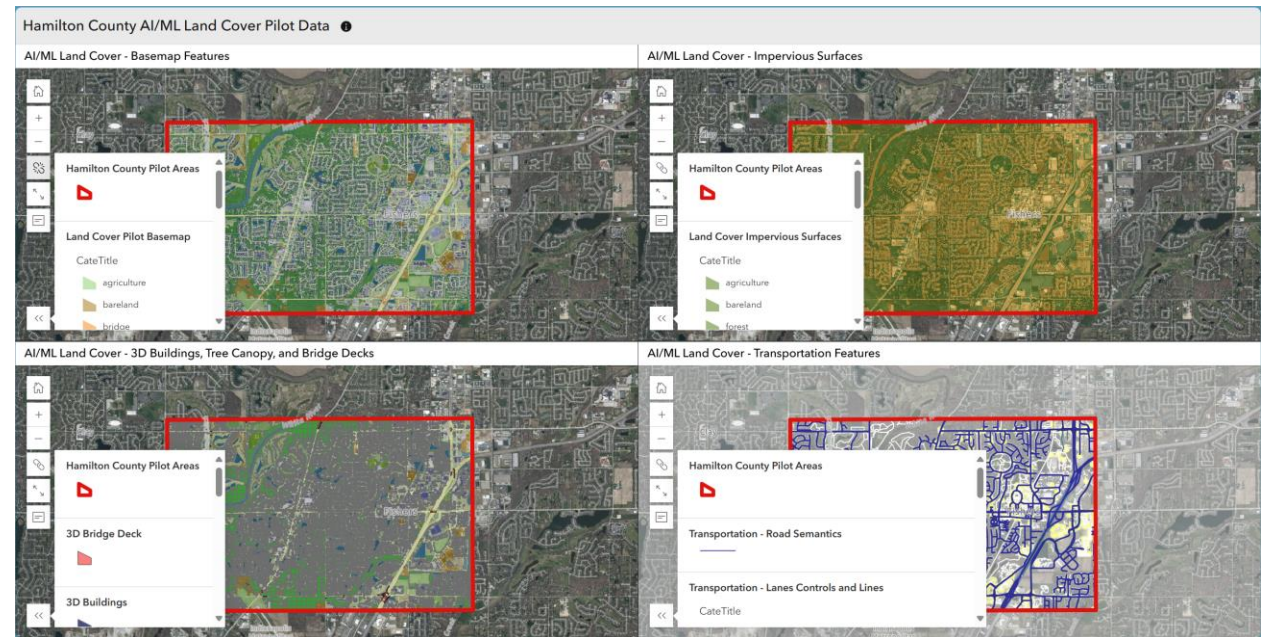 Hamilton County AI/ML Land Cover Pilot Data
AI/ML Land Cover - Basemap Features
Hamilton County Pilot Areas
Land Cover Pilot Basemap
CateTitle
agriculture
bareland
bridge
Fishers
AI/ML Land Cover - Impervious Surfaces
Hamilton County Pilot Areas
Land Cover Impervious Surfaces
CateTitle
agriculture
bareland
forest
Fishers
AI/ML Land Cover - 3D Buildings, Tree Canopy, and Bridge Decks
Hamilton County Pilot Areas
3D Bridge Deck
3D Buildings
Fishers
AI/ML Land Cover - Transportation Features
Hamilton County Pilot Areas
Transportation - Road Semantics
Transportation - Lanes Controls and Lines
CateTitle